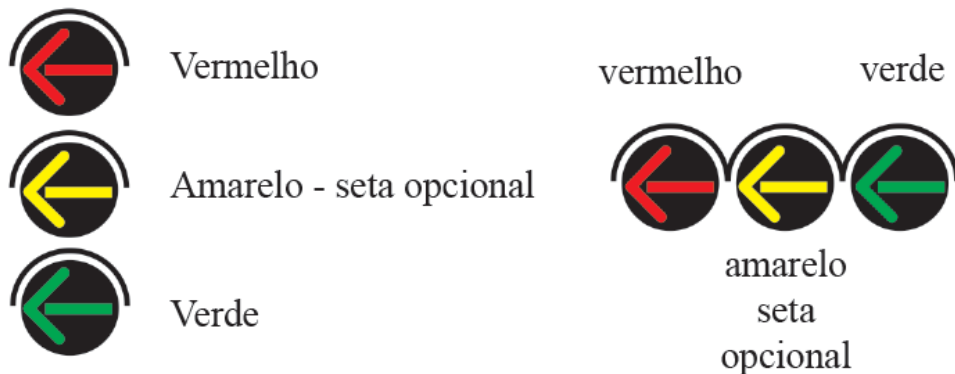 Vermelho
Amarelo - seta opcional
Verde
vermelho
verde
amarelo
seta
opcional